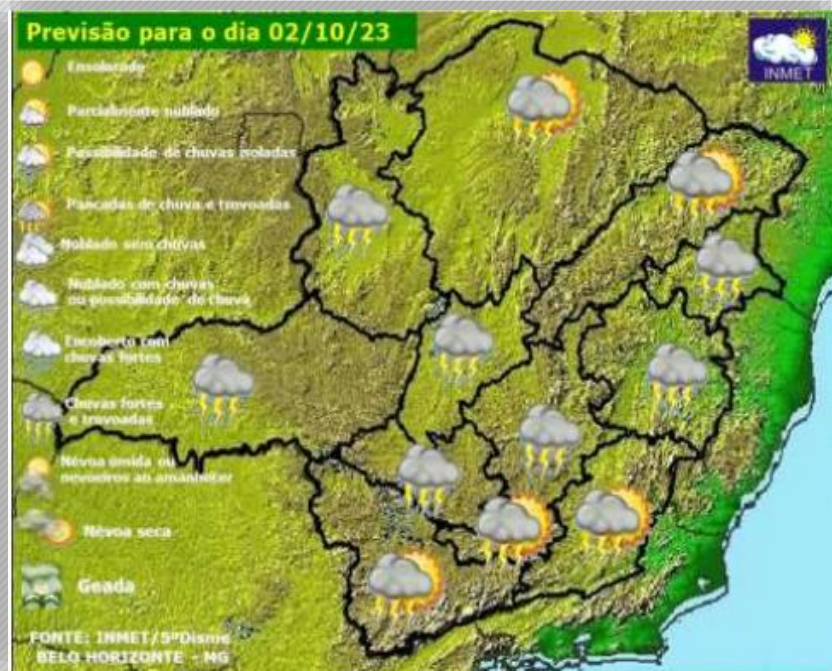 Previsão para o dia 02/10/23
INMET
Ensolarado
Parcialmente nublado
Possibilidade de chuvas isoladas
Pancadas de chuva e trovoadas
Nublado sem chuvas
Nublado com chuvas
ou possibilidade de chuva
Encoberto com
chuvas fortes
Chuvas fortes
e trovoadas
Névoa úmida ou
nevoeiros ao amanhecer
Névoa seca
Geada
FONTE: INMET/5ºDisme
BELO HORIZONTE - MG